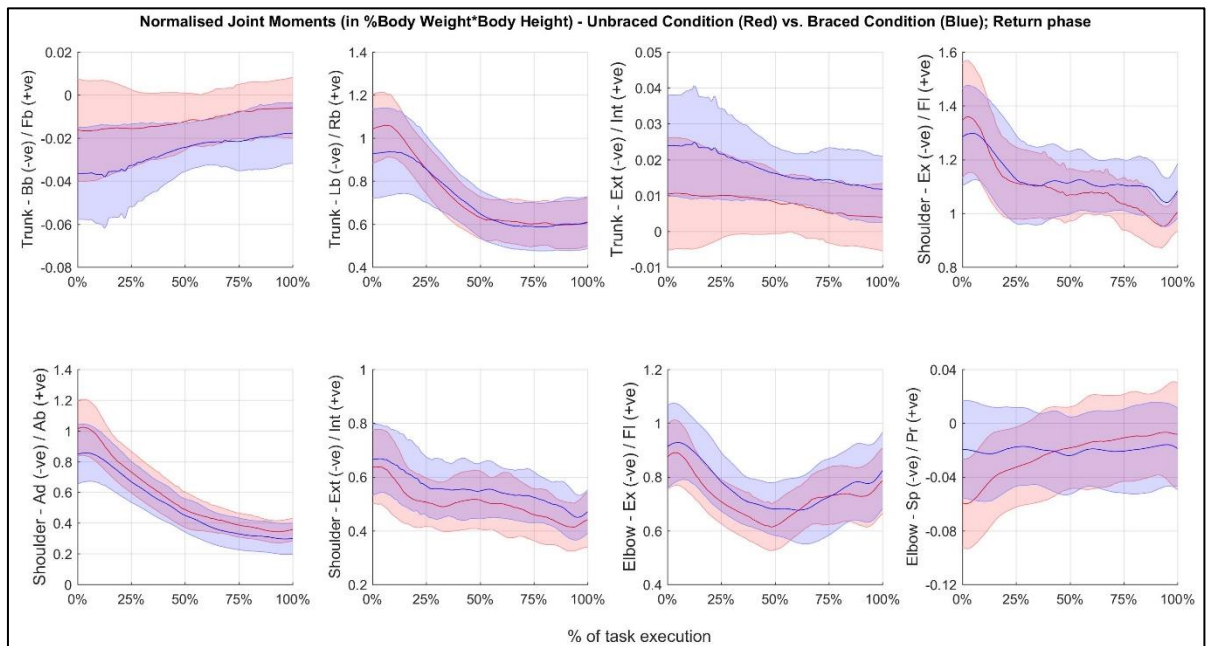 Normalised Joint Moments (in %Body Weight*Body Height) - Unbraced Condition (Red) vs. Braced Condition (Blue); Return phase
Trunk - Bb (-ve) / Fb (+ve)
0.02
0
-0.02
-0.04
-0.06
-0.08
0% 25% 50% 75% 100%
Trunk - Lb (-ve) / Rb (+ve)
1.4
1.2
1
0.8
0.6
0.4
0% 25% 50% 75% 100%
Trunk - Ext (-ve) / Int (+ve)
0.05
0.04
0.03
0.02
0.01
0
-0.01
0% 25% 50% 75% 100%
Shoulder - Ex (-ve) / Fl (+ve)
1.6
1.4
1.2
1
0.8
0% 25% 50% 75% 100%
Shoulder - Ad (-ve) / Ab (+ve)
1.4
1.2
1
0.8
0.6
0.4
0.2
0
0% 25% 50% 75% 100%
Shoulder - Ext (-ve) / Int (+ve)
1
0.8
0.6
0.4
0.2
0% 25% 50% 75% 100%
Elbow - Ex (-ve) / Fl (+ve)
1.2
1
0.8
0.6
0.4
0% 25% 50% 75% 100%
Elbow - Sp (-ve) / Pr (+ve)
0.04
0
-0.04
-0.08
-0.12
0% 25% 50% 75% 100%
% of task execution